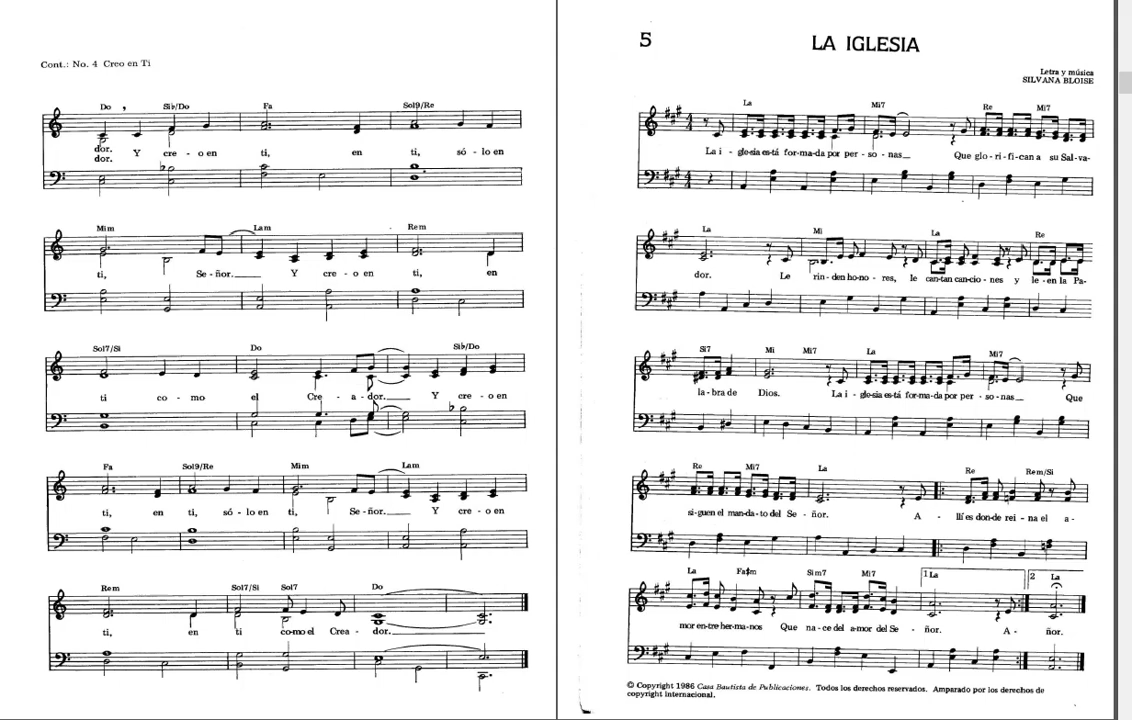 Cont.: No. 4 Creo en Ti
Do , Si♭/Do Fa Sol9/Re
dor. Y cre - o en ti, en ti, só - lo en
dor.
Mim Lam Rem
ti, Se - ñor.____ Y cre - o en ti, en
Sol7/Si Do Si♭/Do
ti co - mo el Cre - a - dor.____ Y cre - o en
Fa Sol9/Re Mim Lam
ti, en ti, só - lo en ti, Se - ñor.____ Y cre - o en
Rem Sol7/Si Sol7 Do
ti, en ti co-mo el Crea - dor.____
5
LA IGLESIA
Letra y música
SILVANA BLOISE
La Mi7 Re Mi7
La i - gle-sia es-tá for-ma-da por per - so - nas__ Que glo - ri - fi-can a su Sal-va-
La Mi La Re
dor. Le rin - den ho-no - res, le can-tan can-cio - nes y le - en la Pa-
Si7 Mi Mi7 La Mi7
la - bra de Dios. La i - gle-sia es-tá for-ma-da por per - so - nas__ Que
Re Mi7 La Re Rem/Si
si-guen el man-da-to del Se - ñor. A - llí es don-de rei - na el a -
La Fa♯m Sim7 Mi7 1 La 2 La
mor en-tre her-ma-nos Que na-ce del a-mor del Se - ñor. A - ñor.
© Copyright 1986 Casa Bautista de Publicaciones. Todos los derechos reservados. Amparado por los derechos de
copyright internacional.